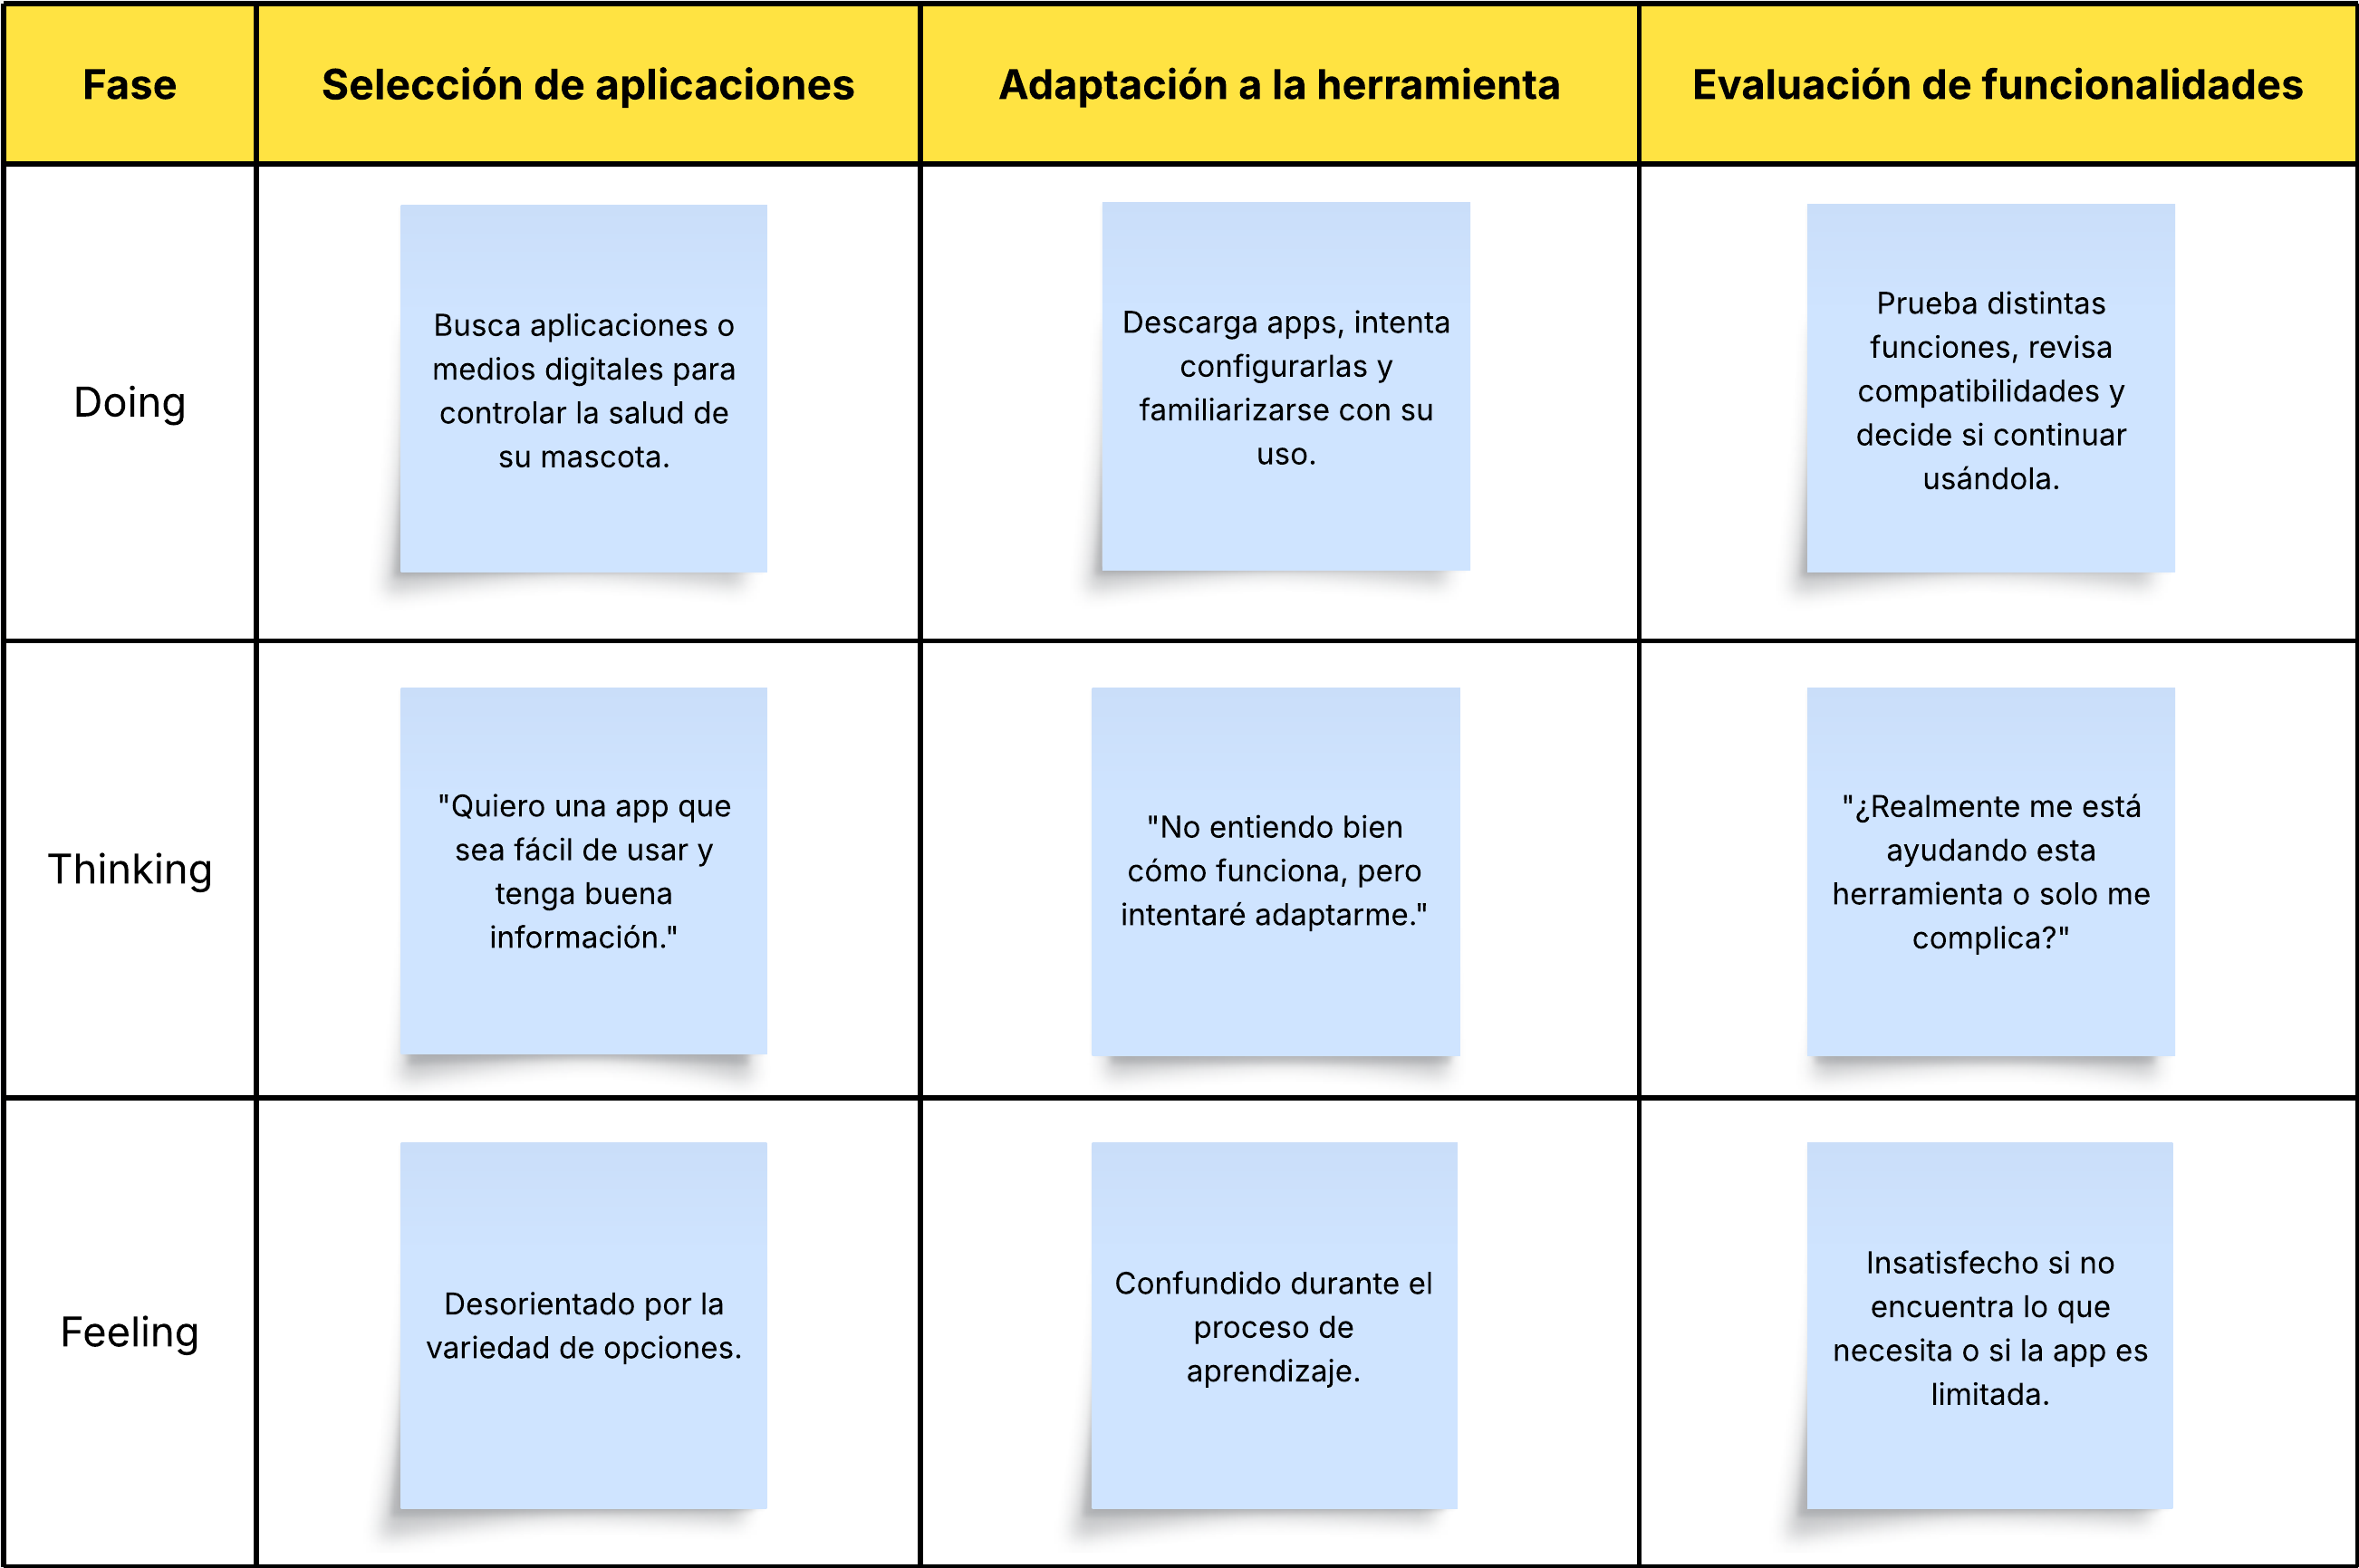 Fase
Selección de aplicaciones
Adaptación a la herramienta
Evaluación de funcionalidades
Doing
Busca aplicaciones o
medios digitales para
controlar la salud de
su mascota.
Descarga apps, intenta
configurarlas y
familiarizarse con su
uso.
Prueba distintas
funciones, revisa
compatibilidades y
decide si continuar
usándola.
Thinking
"Quiero una app que
sea fácil de usar y
tenga buena
información."
"No entiendo bien
cómo funciona, pero
intentaré adaptarme."
"¿Realmente me está
ayudando esta
herramienta o solo me
complica?"
Feeling
Desorientado por la
variedad de opciones.
Confundido durante el
proceso de
aprendizaje.
Insatisfecho si no
encuentra lo que
necesita o si la app es
limitada.